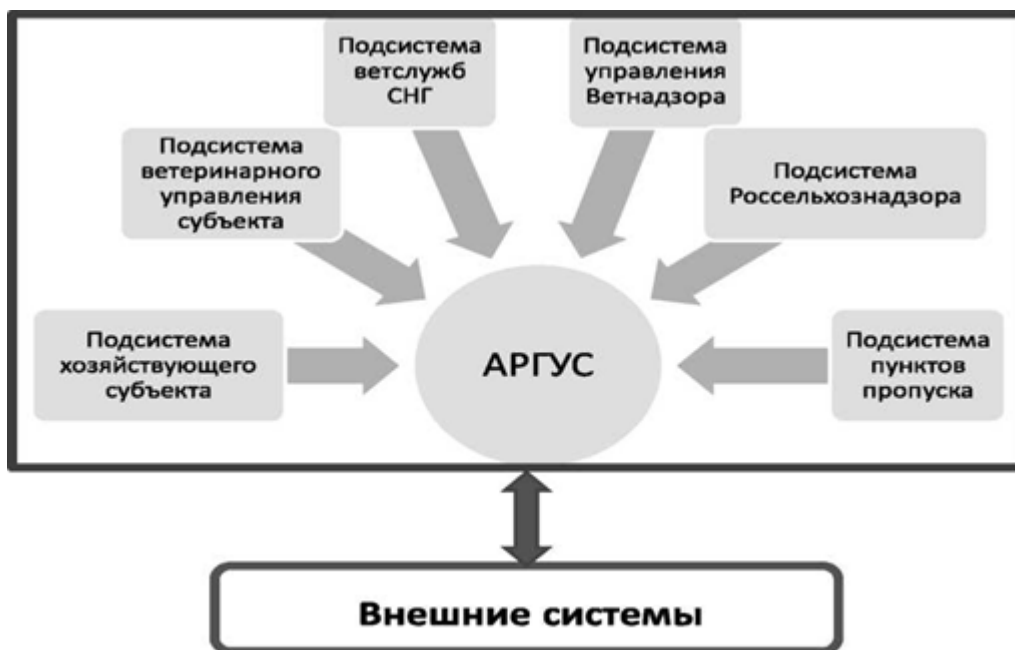 Подсистема
ветслужб
СНГ
Подсистема
управления
Ветнадзора
Подсистема
ветеринарного
управления
субъекта
Подсистема
Россельхознадзора
Подсистема
хозяйствующего
субъекта
АРГУС
Подсистема
пунктов
пропуска
Внешние системы